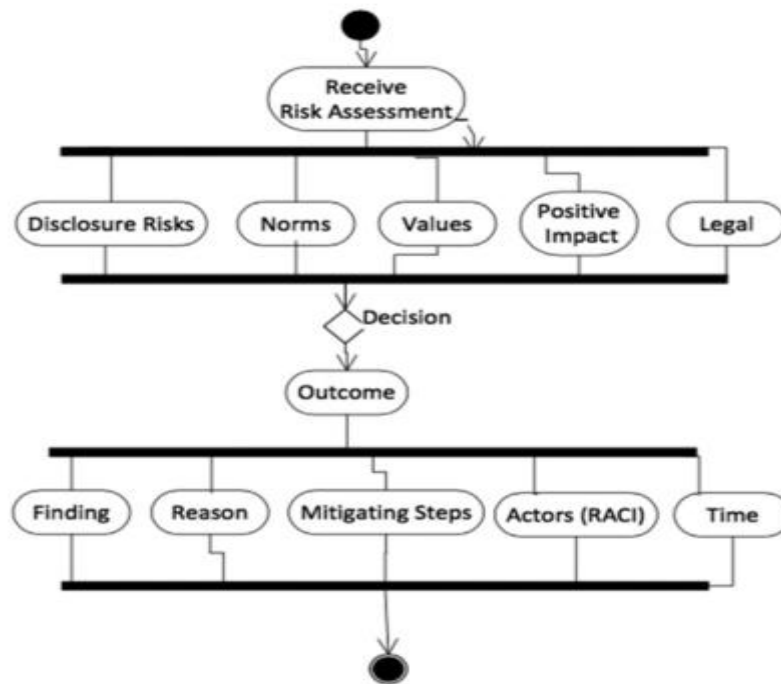 Receive
Risk Assessment
Disclosure Risks
Norms
Values
Positive
Impact
Legal
Decision
Outcome
Finding
Reason
Mitigating Steps
Actors (RACI)
Time